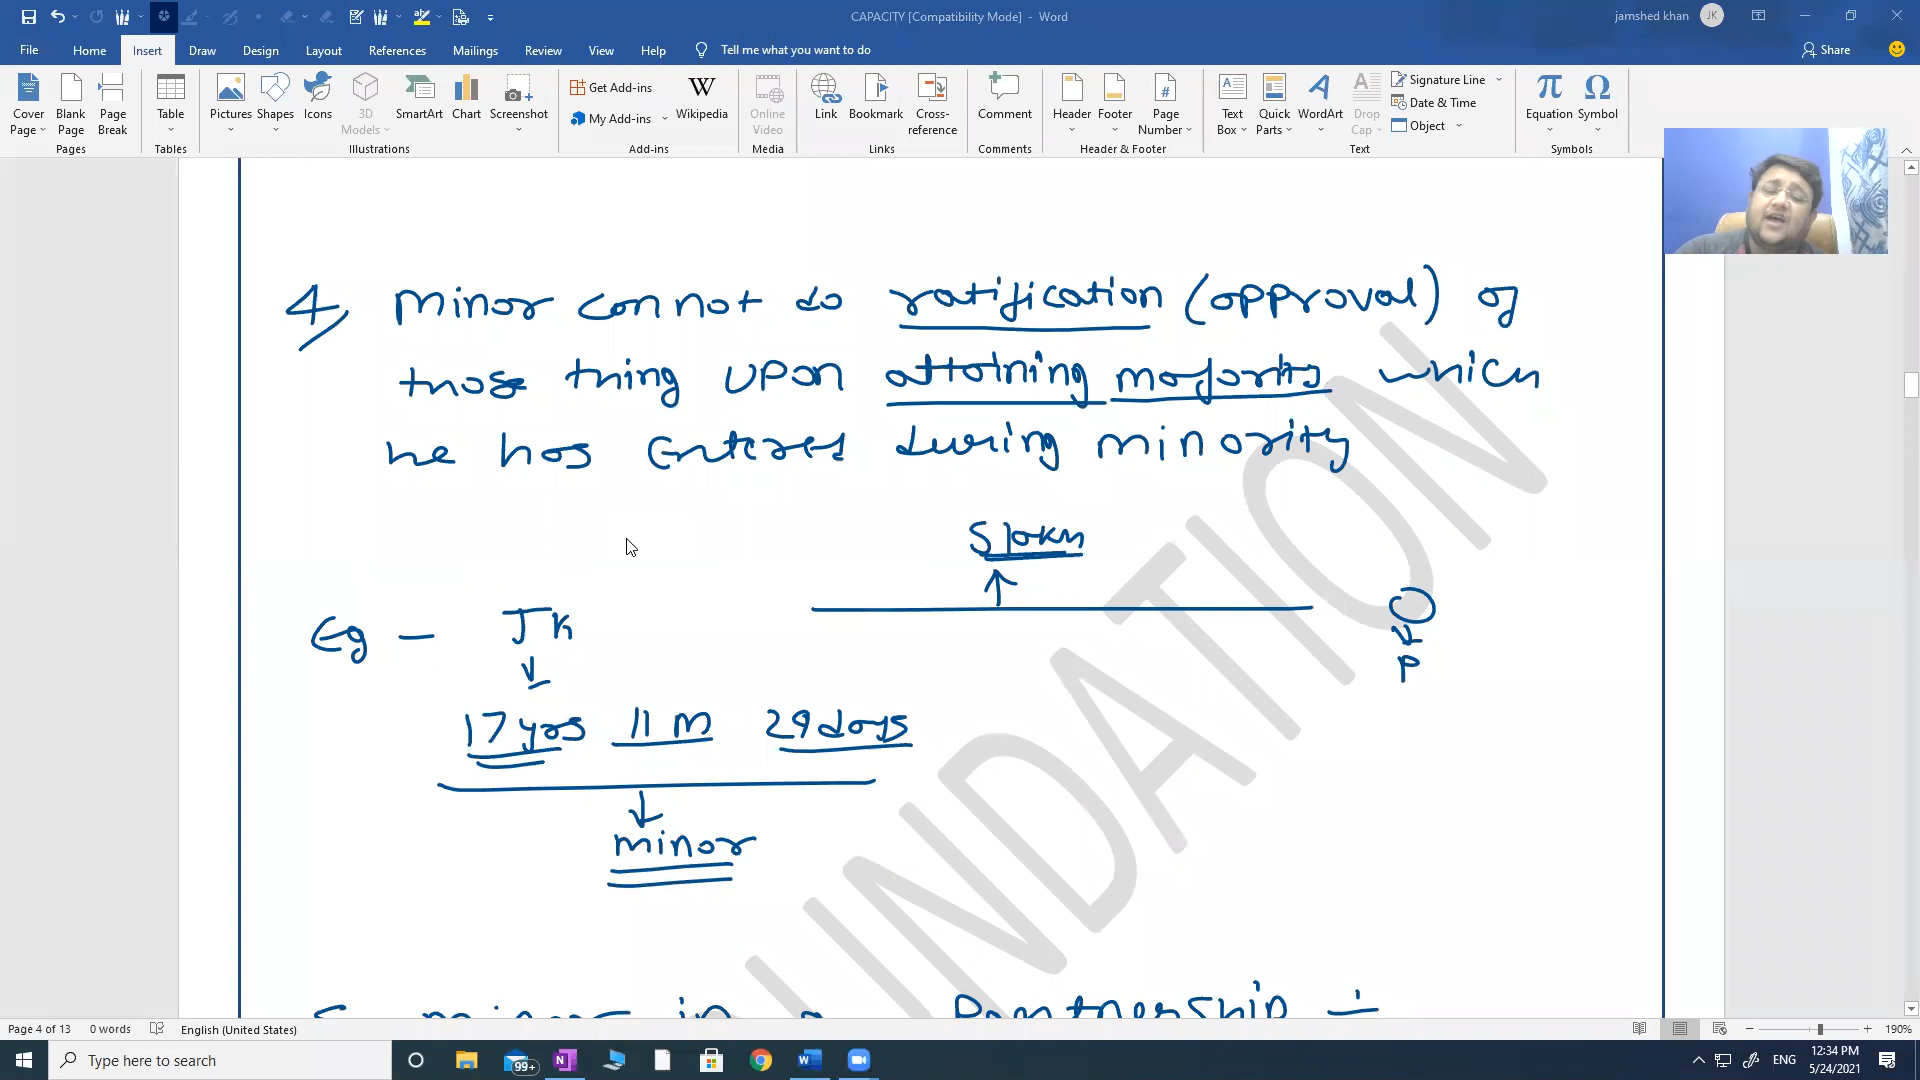 CAPACITY [Compatibility Mode] - Word
jamshed khan
JK
File Home Insert Draw Design Layout References Mailings Review View Help Tell me what you want to do
Share
Cover Page
Blank Page
Page Break
Table
Pictures
Shapes
Icons
3D Models
SmartArt
Chart
Screenshot
Get Add-ins
My Add-ins
Wikipedia
Online Video
Link
Bookmark
Cross-reference
Comment
Header
Footer
Page Number
Text Box
Quick Parts
WordArt
Drop Cap
Signature Line
Date & Time
Object
Equation
Symbol
Pages Tables Illustrations Add-ins Media Links Comments Header & Footer Text Symbols
4, Minor cannot do ratification (approval) of
those thing upon attaining majority which
he has Entered during minority
Eg - JK
P
17 yrs 11 M 29 days
minor
UNDATION
5 minor in a Partnership ÷
Page 4 of 13 0 words English (United States)
190%
Type here to search
99+
ENG
12:34 PM
5/24/2021